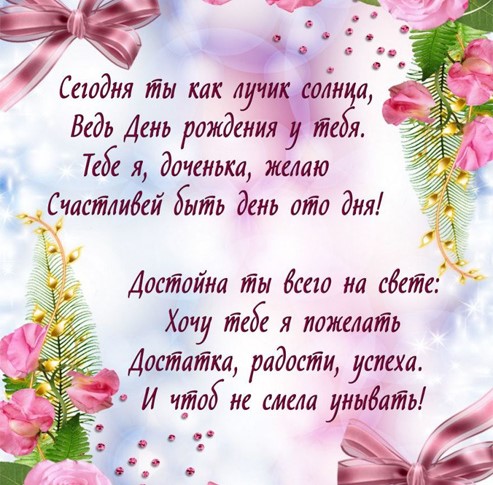 Сегодня ты как лучик солнца,
Ведь День рождения у тебя.
Тебе я, доченька, желаю
Счастливей быть день ото дня!
Достойна ты всего на свете:
Хочу тебе я пожелать
Достатка, радости, успеха.
И чтоб не смела унывать!